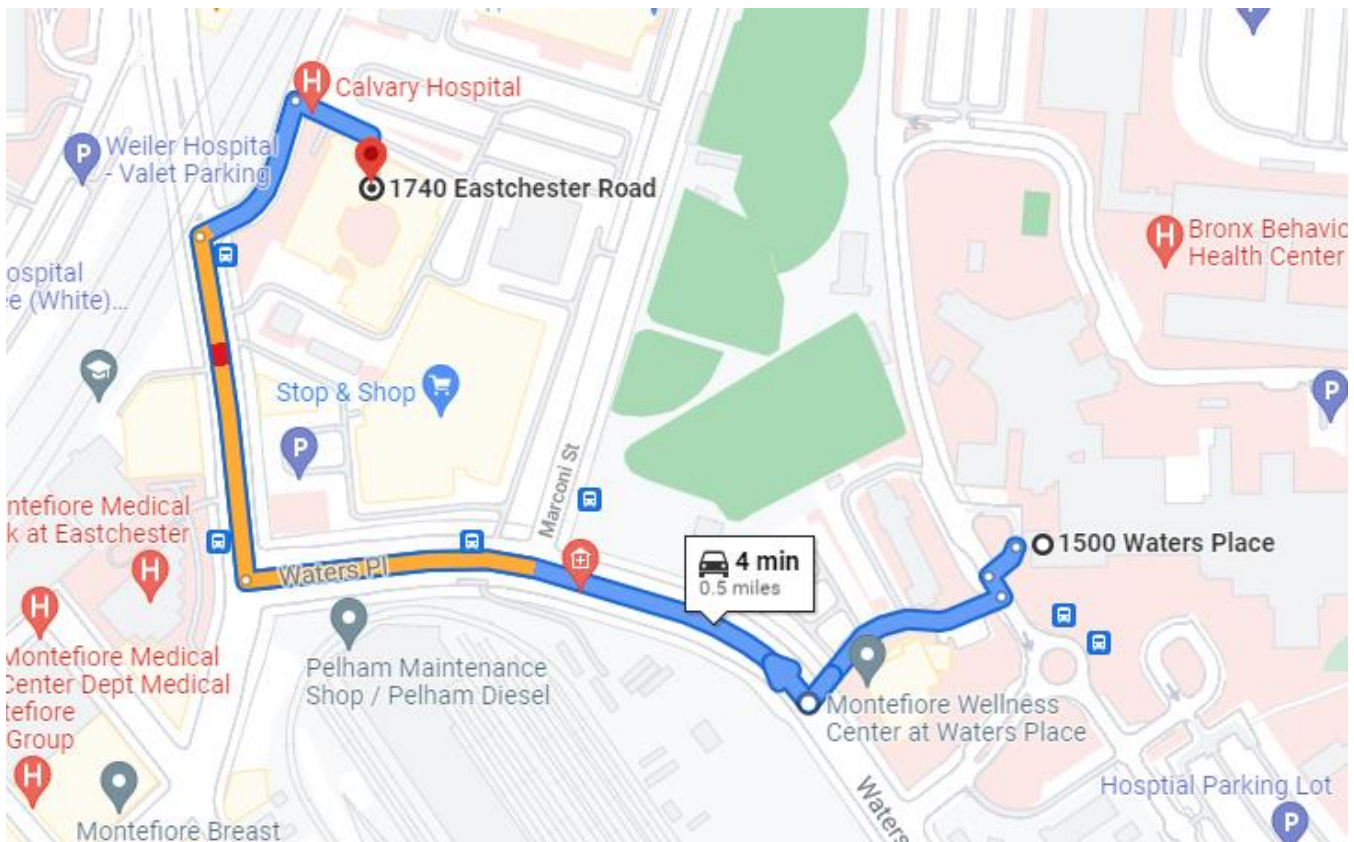 P
H
Calvary Hospital
P
Weiler Hospital
- Valet Parking
1740 Eastchester Road
H
Bronx Behavic
Health Center
ospital
e (White)...
Stop & Shop
P
P
Marconi St
ntefiore Medical
k at Eastchester
H
Waters Pl
4 min
0.5 miles
1500 Waters Place
H
Montefiore Medical
Center Dept Medical
tefiore
Group
H
Pelham Maintenance
Shop / Pelham Diesel
Montefiore Wellness
Center at Waters Place
Waters
Hosptial Parking Lot
P
Montefiore Breast